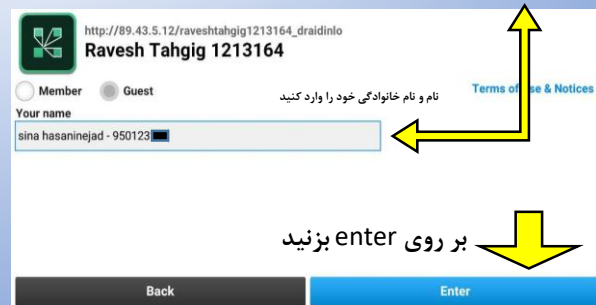 http://89.43.5.12/raveshtahgig1213164_draidinlo
Ravesh Tahgig 1213164
Member Guest
Terms of se & Notices
نام و نام خانوادگی خود را وارد کنید
Your name
sina hasaninejad - 950123
بر روی enter بزنید
Back Enter